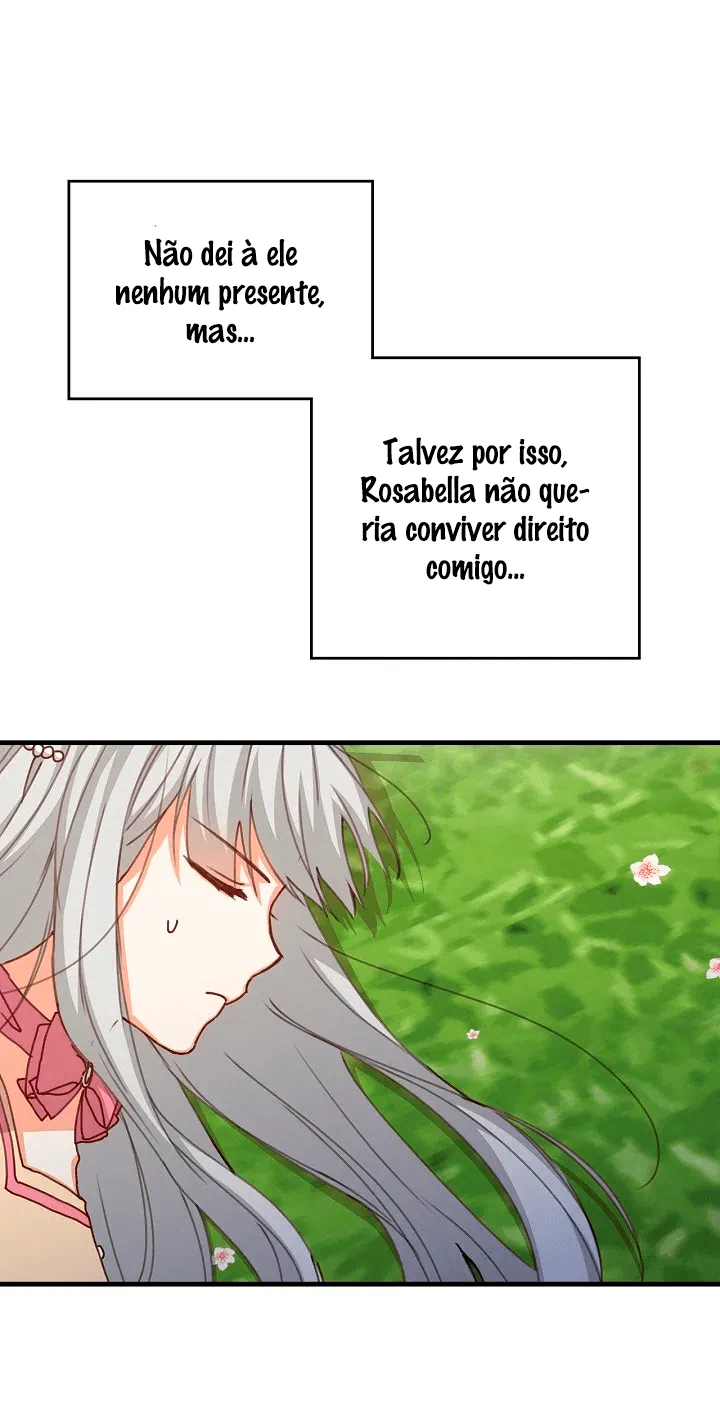 Não dei à ele
nenhum presente,
mas...
Talvez por isso,
Rosabella não que-
ria conviver direito
comigo...